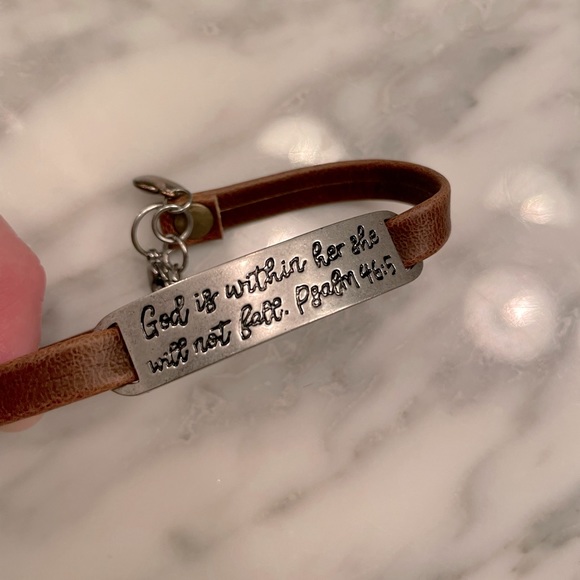 God is within her she
will not fall. Psalm 46:5